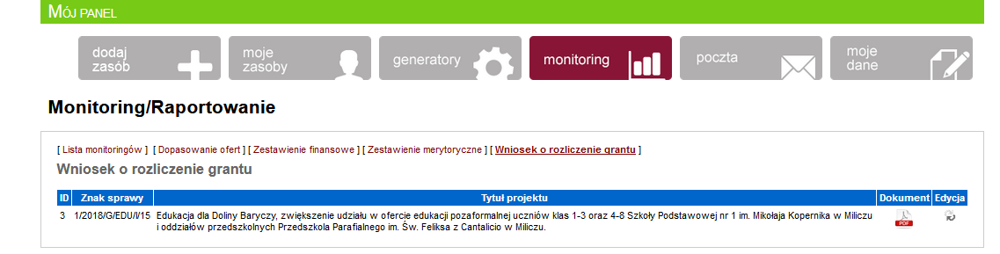 MÓJ PANEL
dodaj zasób
moje zasoby
generatory
monitoring
poczta
moje dane
Monitoring/Raportowanie
[ Lista monitoringów ] [ Dopasowanie ofert ] [ Zestawienie finansowe ] [ Zestawienie merytoryczne ] [ Wniosek o rozliczenie grantu ]
Wniosek o rozliczenie grantu
ID Znak sprawy Tytuł projektu Dokument Edycja
3 1/2018/G/EDU/I/15 Edukacja dla Doliny Baryczy, zwiększenie udziału w ofercie edukacji pozaformalnej uczniów klas 1-3 oraz 4-8 Szkoły Podstawowej nr 1 im. Mikołaja Kopernika w Miliczu
i oddziałów przedszkolnych Przedszkola Parafialnego im. Św. Feliksa z Cantalicio w Miliczu.
PDF